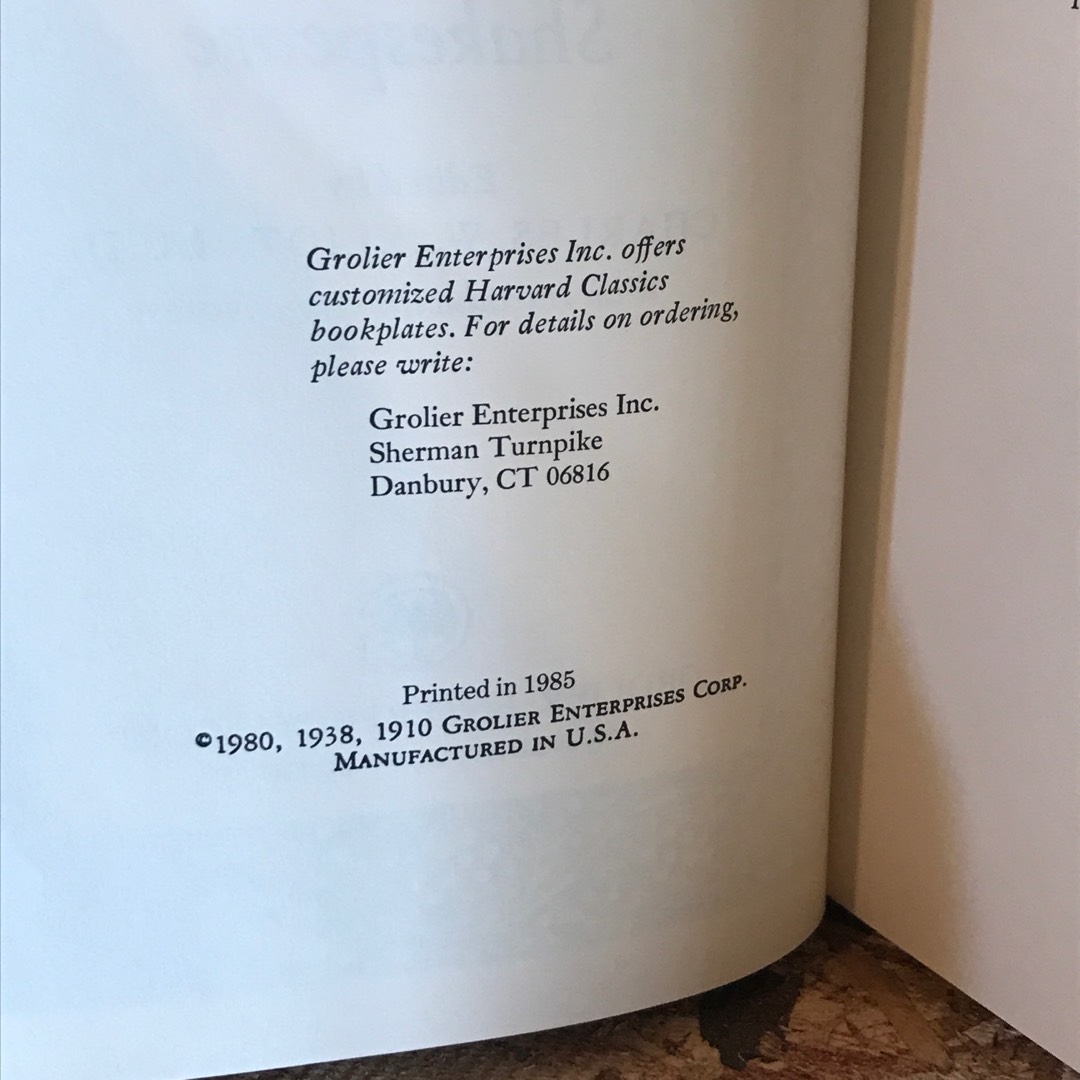 Grolier Enterprises Inc. offers
customized Harvard Classics
bookplates. For details on ordering,
please write:
Grolier Enterprises Inc.
Sherman Turnpike
Danbury, CT 06816
Printed in 1985
©1980, 1938, 1910 GROLIER ENTERPRISES CORP.
MANUFACTURED IN U.S.A.